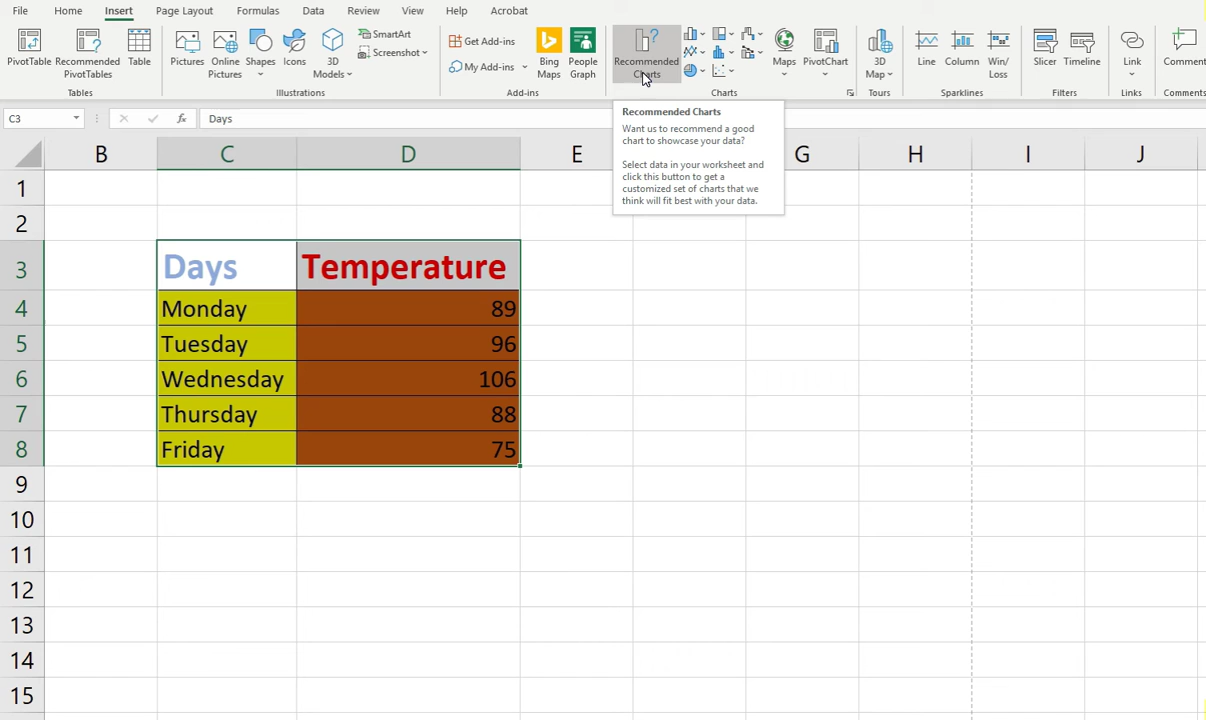 File Home Insert Page Layout Formulas Data Review View Help Acrobat
PivotTable Recommended PivotTables Table Pictures Online Pictures Shapes Icons 3D Models SmartArt Screenshot Get Add-ins My Add-ins Bing Maps People Graph Recommended Charts Maps PivotChart 3D Map Line Column Win/Loss Slicer Timeline Link Comment
Tables Illustrations Add-ins Charts Tours Sparklines Filters Links Comments
C3 fx Days
Recommended Charts
Want us to recommend a good
chart to showcase your data?
Select data in your worksheet and
click this button to get a
customized set of charts that we
think will fit best with your data.
B C D E G H I J
1
2
3 Days Temperature
4 Monday 89
5 Tuesday 96
6 Wednesday 106
7 Thursday 88
8 Friday 75
9
10
11
12
13
14
15